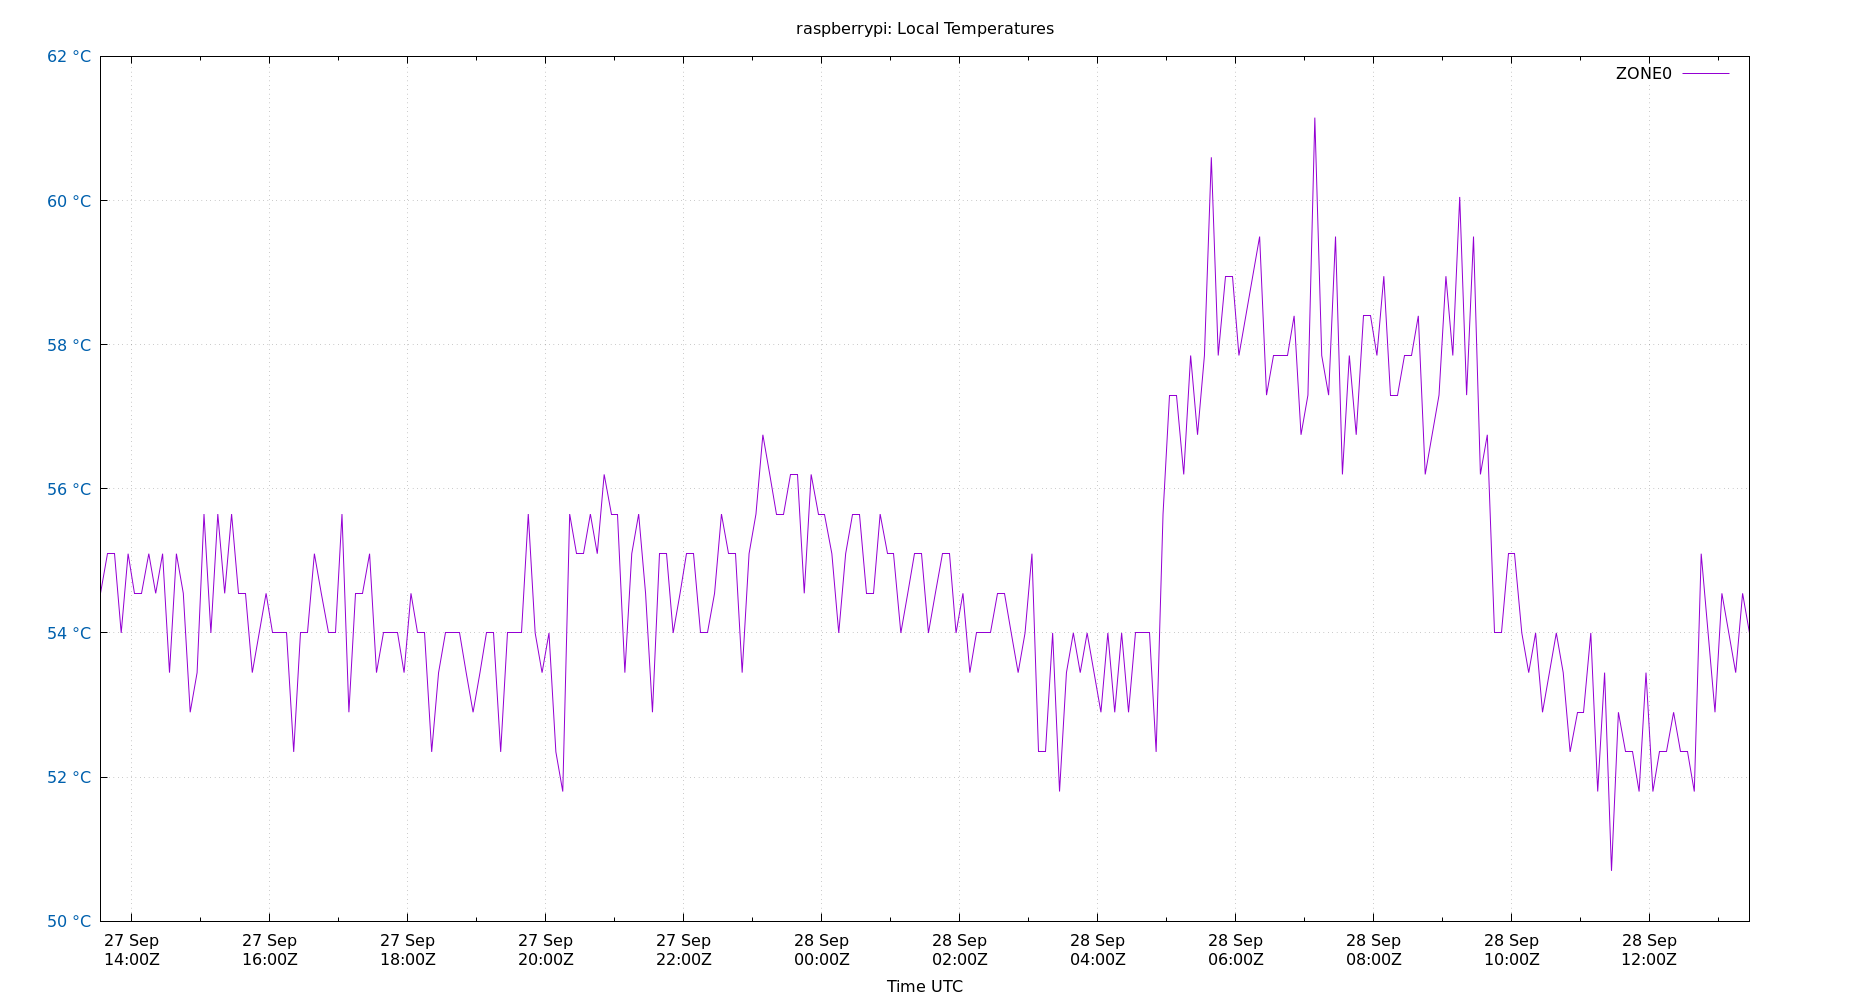 raspberrypi: Local Temperatures
62 °C
ZONE0
60 °C
58 °C
56 °C
54 °C
52 °C
50 °C
27 Sep 27 Sep 27 Sep 27 Sep 27 Sep 28 Sep 28 Sep 28 Sep 28 Sep 28 Sep 28 Sep 28 Sep
14:00Z 16:00Z 18:00Z 20:00Z 22:00Z 00:00Z 02:00Z 04:00Z 06:00Z 08:00Z 10:00Z 12:00Z
Time UTC